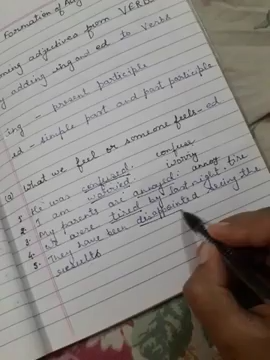 Formation of Adj
ming adjectives from VERBS
y adding ing and ed to Verbs
ing - present participle
ed - simple past and past participle
(a) What we feel or someone feels - ed
confuse
1. He was confused.
worry
2. I am worried.
3. My parents are annoyed. annoy
4. We were tired by last night. tire
5. They have been disappointed seeing the
results